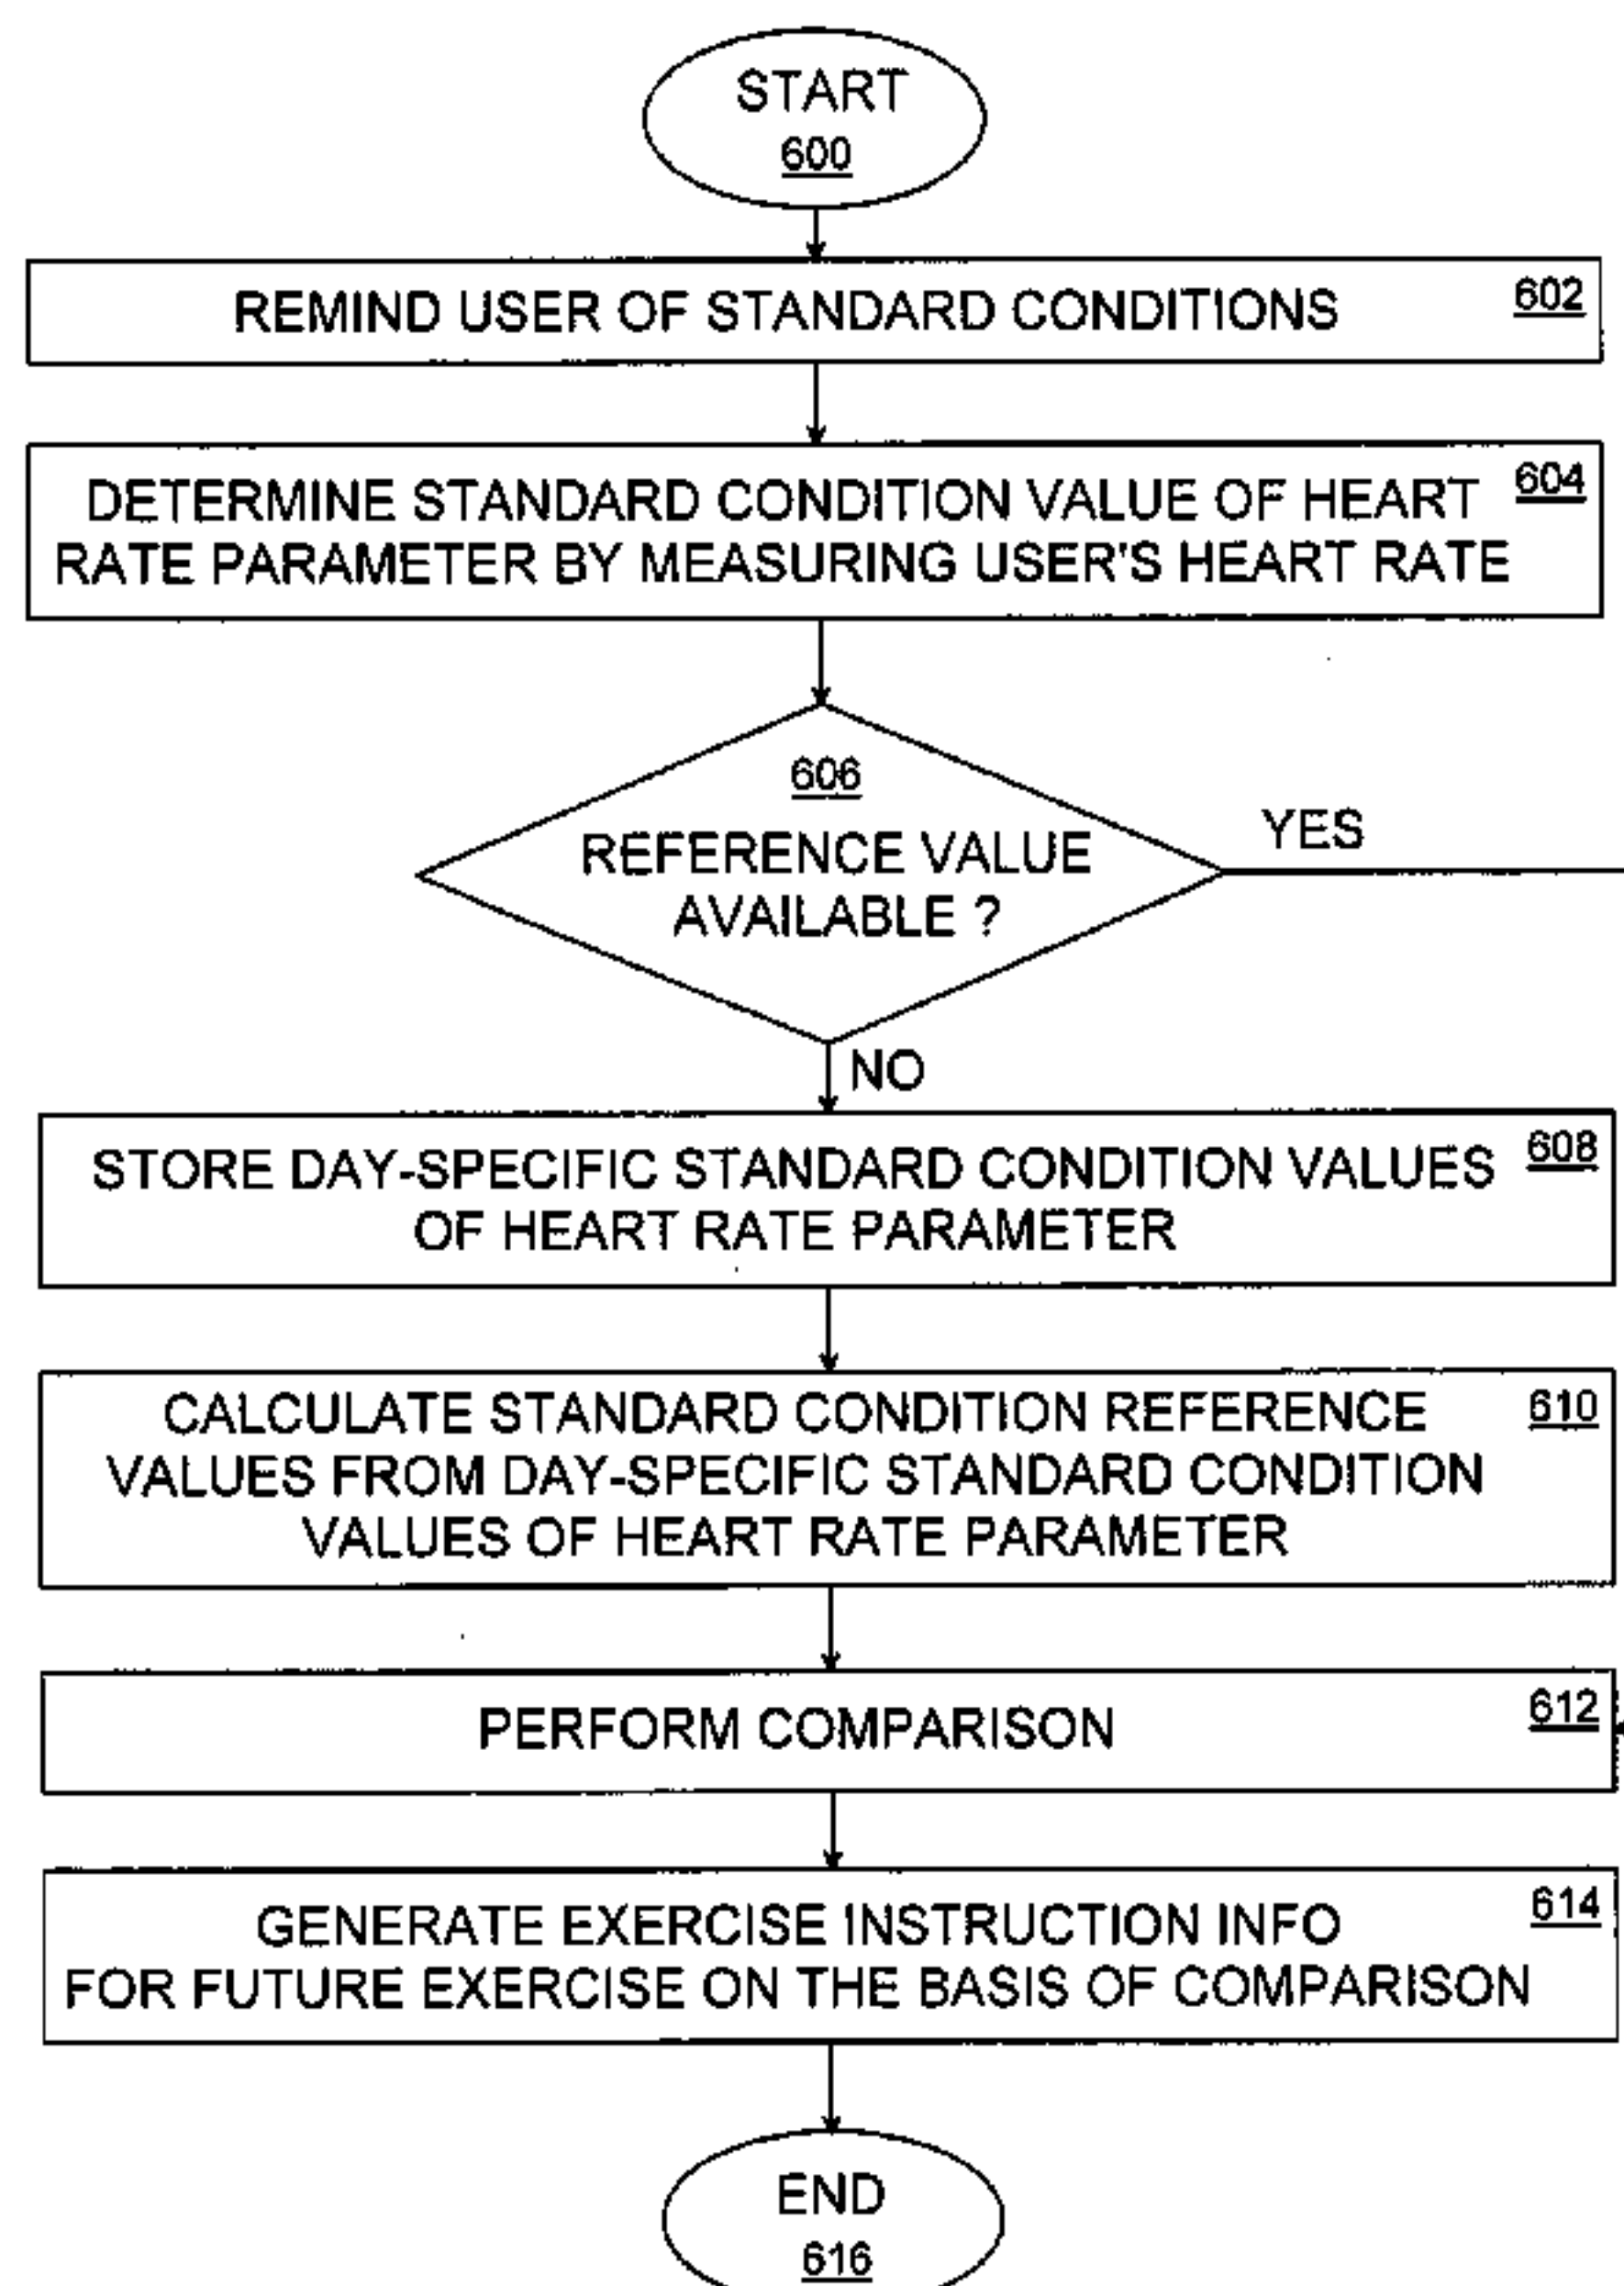 START
600
REMIND USER OF STANDARD CONDITIONS
602
DETERMINE STANDARD CONDITION VALUE OF HEART
604
RATE PARAMETER BY MEASURING USER'S HEART RATE
606
REFERENCE VALUE
AVAILABLE ?
YES
NO
STORE DAY-SPECIFIC STANDARD CONDITION VALUES
608
OF HEART RATE PARAMETER
CALCULATE STANDARD CONDITION REFERENCE
610
VALUES FROM DAY-SPECIFIC STANDARD CONDITION
VALUES OF HEART RATE PARAMETER
PERFORM COMPARISON
612
GENERATE EXERCISE INSTRUCTION INFO
614
FOR FUTURE EXERCISE ON THE BASIS OF COMPARISON
END
616